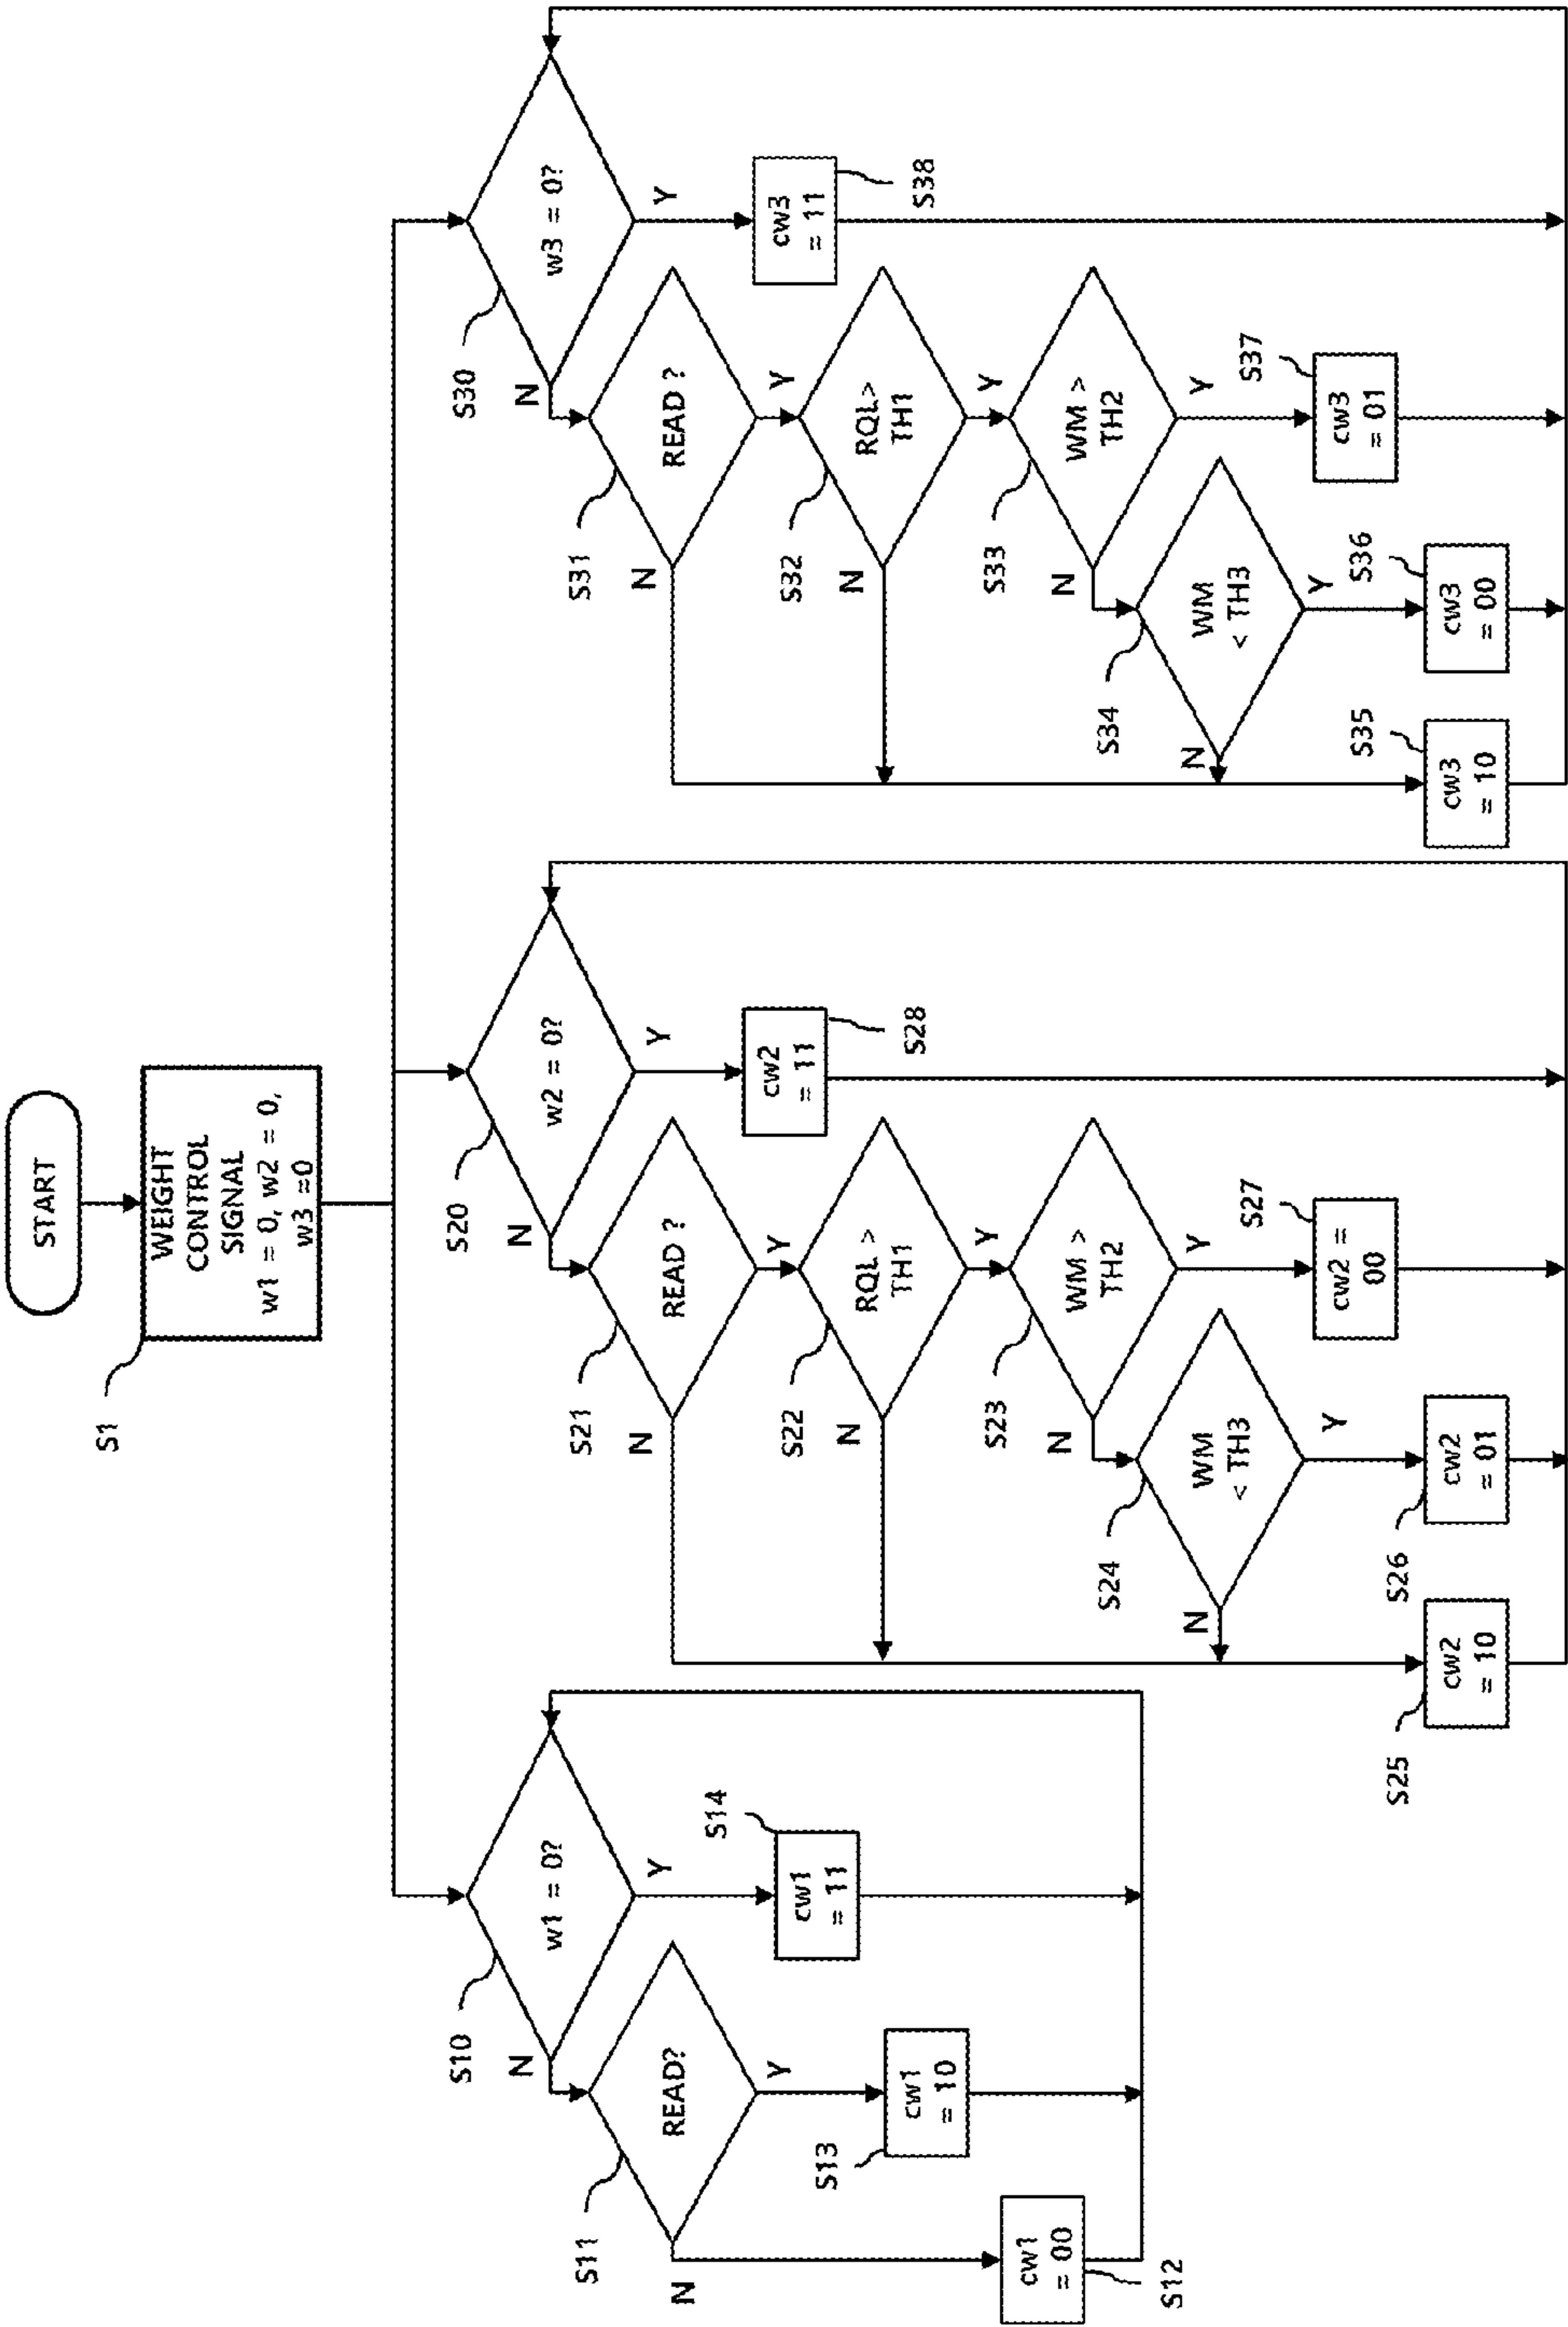 START
S1
WEIGHT
CONTROL
SIGNAL
w1 = 0, w2 = 0,
w3 =0
S10
w1 = 0?
N
Y
S11
READ?
N
Y
S14
cw1
= 11
S13
cw1
= 10
cw1
= 00
S12
S20
w2 = 0?
N
Y
S21
READ ?
N
Y
cw2
= 11
S28
S22
RQL >
TH1
N
Y
S23
WM >
TH2
N
Y
S24
WM
< TH3
N
Y
S27
cw2 =
00
S26
cw2
= 01
S25
cw2
= 10
S30
w3 = 0?
N
Y
S31
READ ?
N
Y
cw3
= 11
S38
S32
RQL>
TH1
N
Y
S33
WM >
TH2
N
Y
S34
WM
< TH3
N
Y
S37
cw3
= 01
S36
cw3
= 00
S35
cw3
= 10